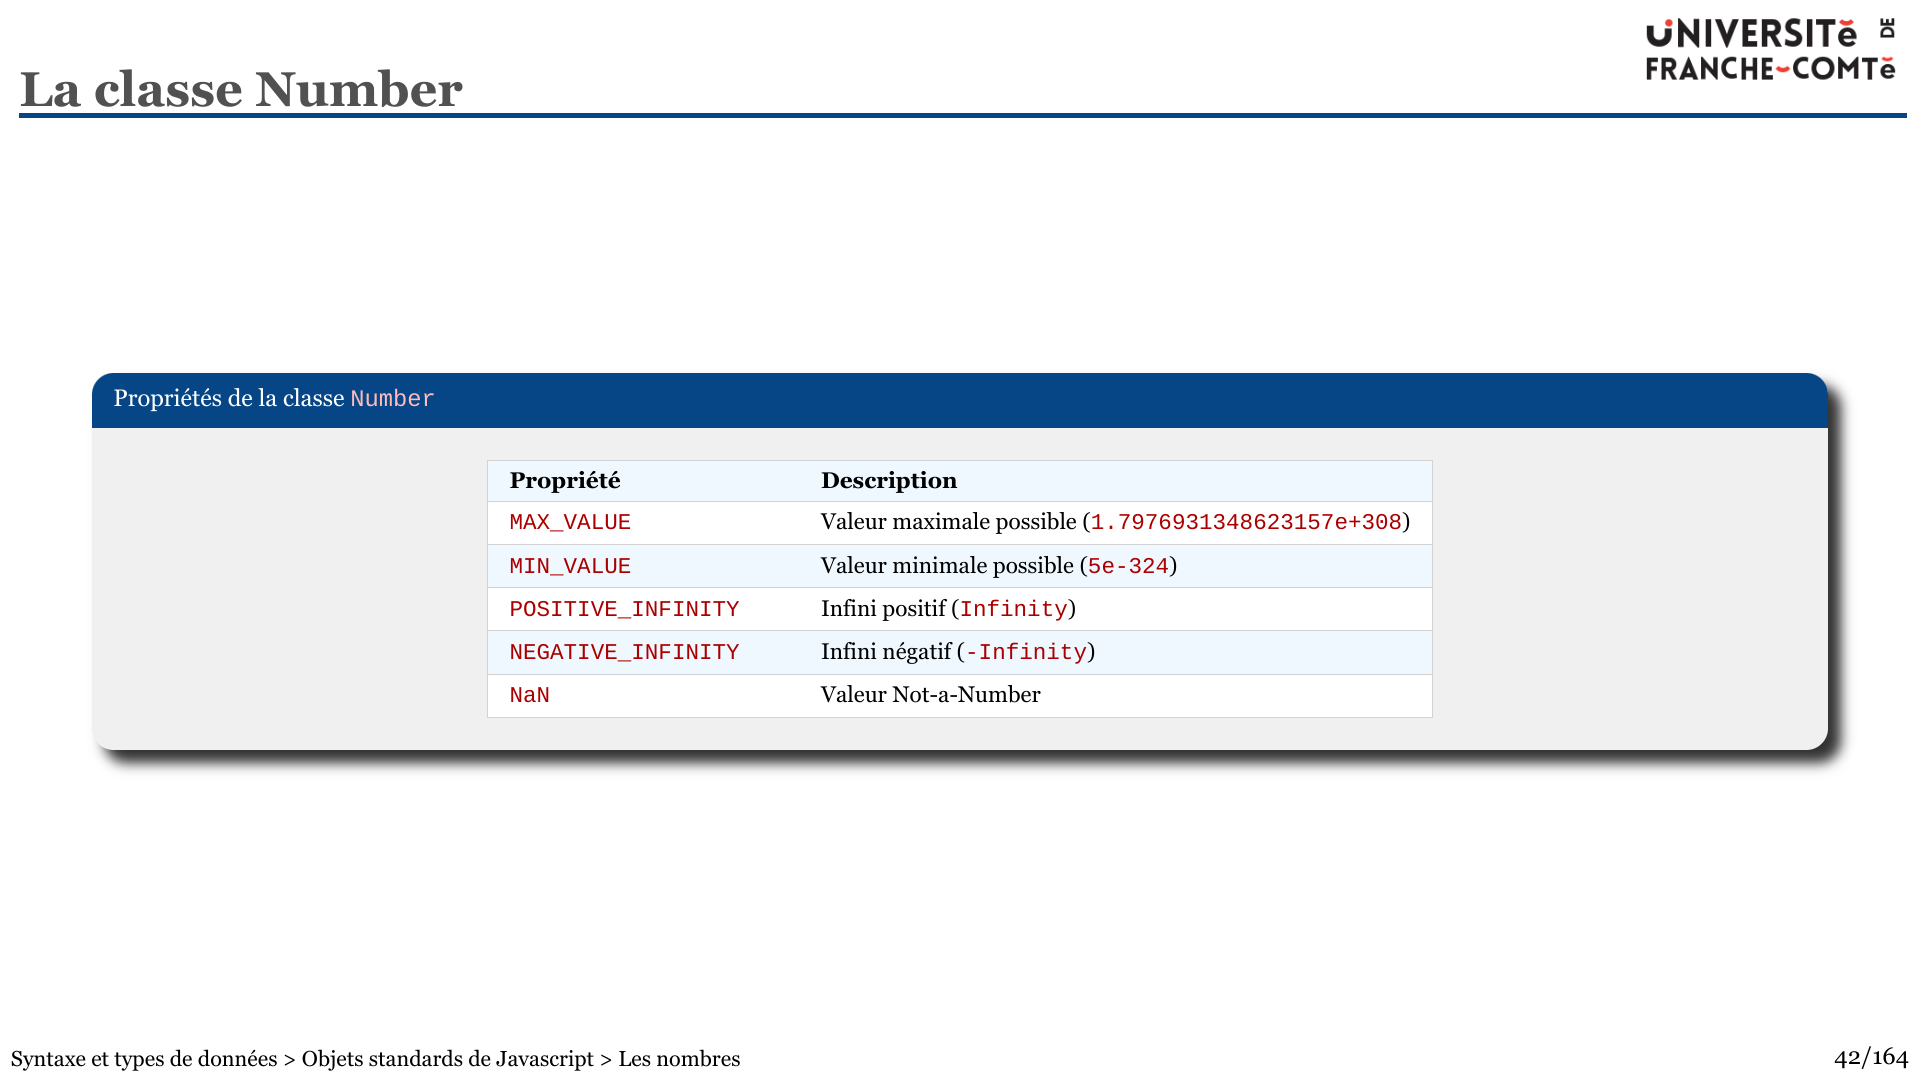 UNIVERSITÉ DE
FRANCHE-COMTÉ
La classe Number
Propriétés de la classe Number
Propriété Description
MAX_VALUE Valeur maximale possible (1.7976931348623157e+308)
MIN_VALUE Valeur minimale possible (5e-324)
POSITIVE_INFINITY Infini positif (Infinity)
NEGATIVE_INFINITY Infini négatif (-Infinity)
NaN Valeur Not-a-Number
Syntaxe et types de données > Objets standards de Javascript > Les nombres
42/164